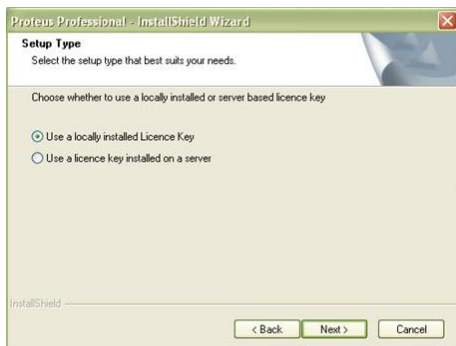 Proteus Professional - InstallShield Wizard
Setup Type
Select the setup type that best suits your needs.
Choose whether to use a locally installed or server based licence key
Use a locally installed Licence Key
Use a licence key installed on a server
InstallShield
< Back Next > Cancel